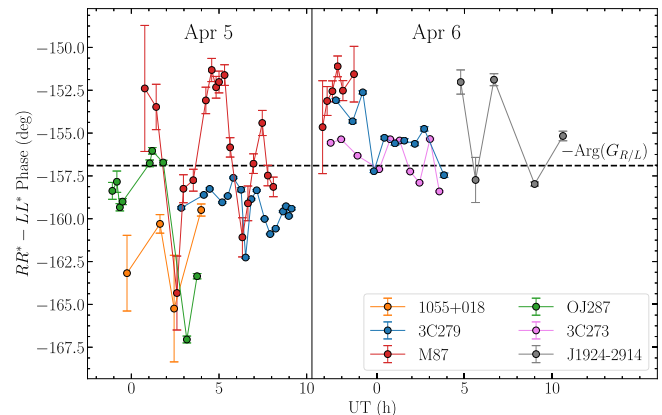 Apr 5
Apr 6
RR* − LL* Phase (deg)
−150.0
−152.5
−155.0
−157.5
−160.0
−162.5
−165.0
−167.5
−Arg(G_{R/L})
1055+018
3C279
M87
OJ287
3C273
J1924-2914
0
5
10
0
5
10
15
UT (h)